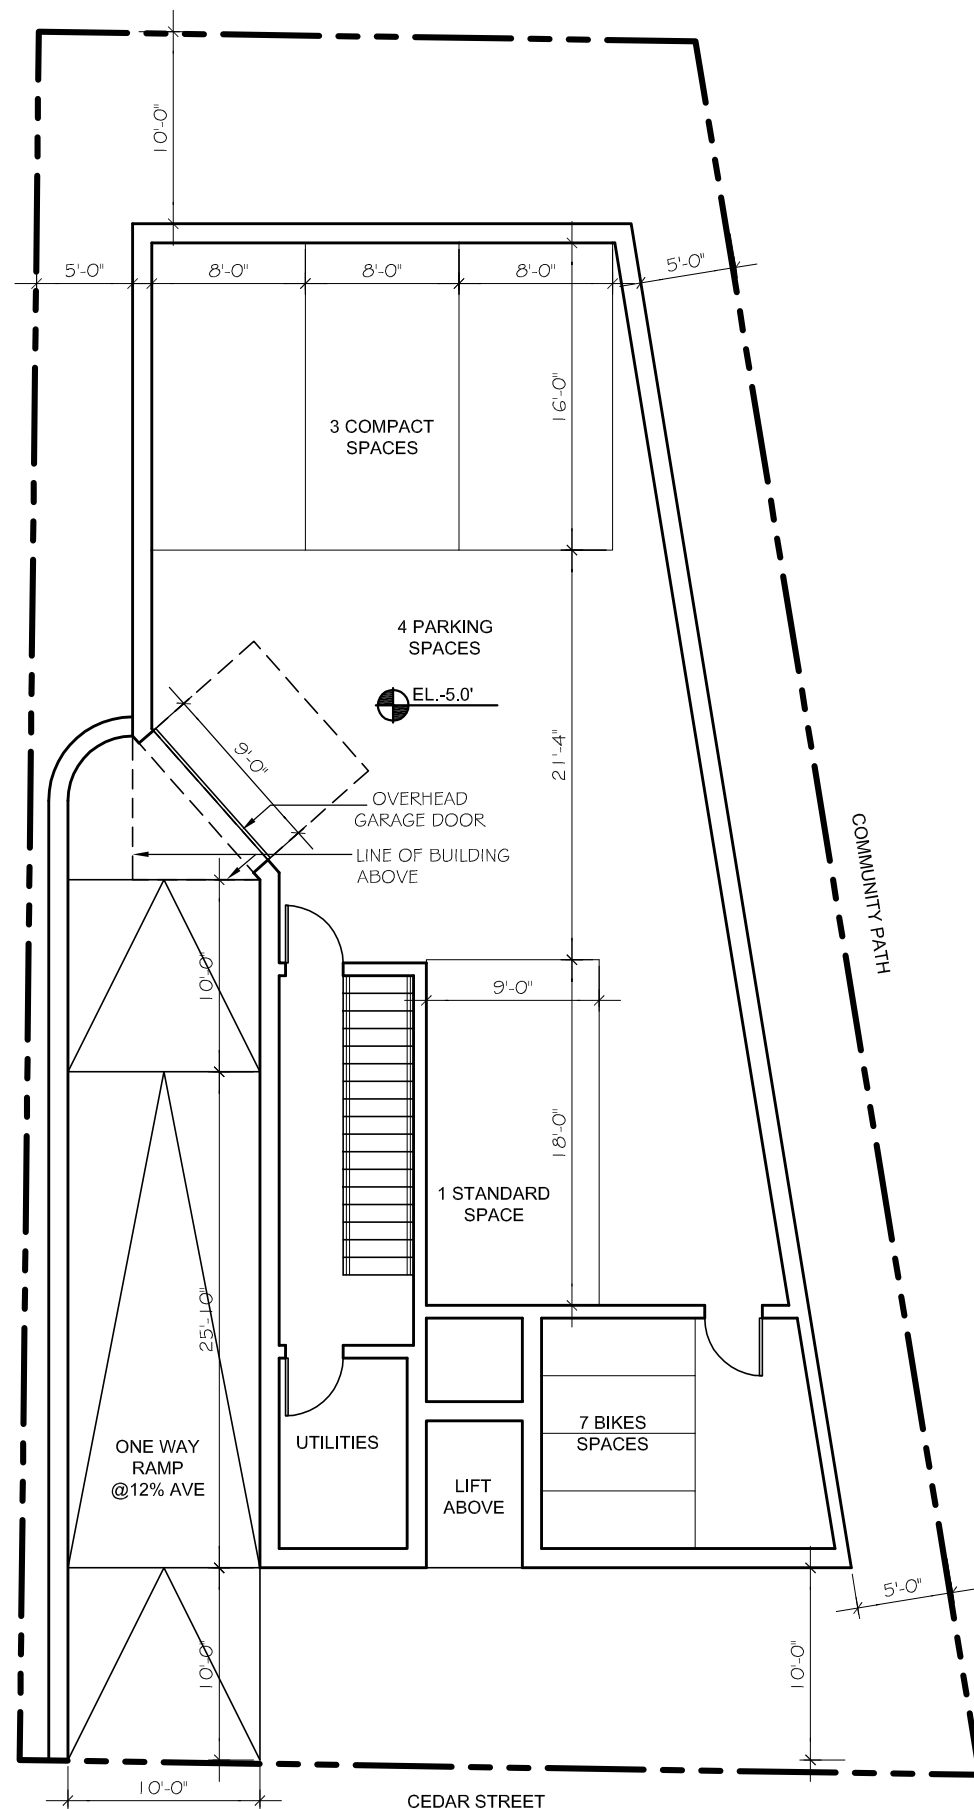 10'-0"
5'-0"
8'-0"
8'-0"
8'-0"
5'-0"
16'-0"
3 COMPACT
SPACES
4 PARKING
SPACES
EL.-5.0'
9'-0"
21'-4"
OVERHEAD
GARAGE DOOR
LINE OF BUILDING
ABOVE
COMMUNITY PATH
10'-0"
9'-0"
18'-0"
1 STANDARD
SPACE
25'-10"
ONE WAY
RAMP
@12% AVE
UTILITIES
LIFT
ABOVE
7 BIKES
SPACES
5'-0"
10'-0"
10'-0"
10'-0"
CEDAR STREET